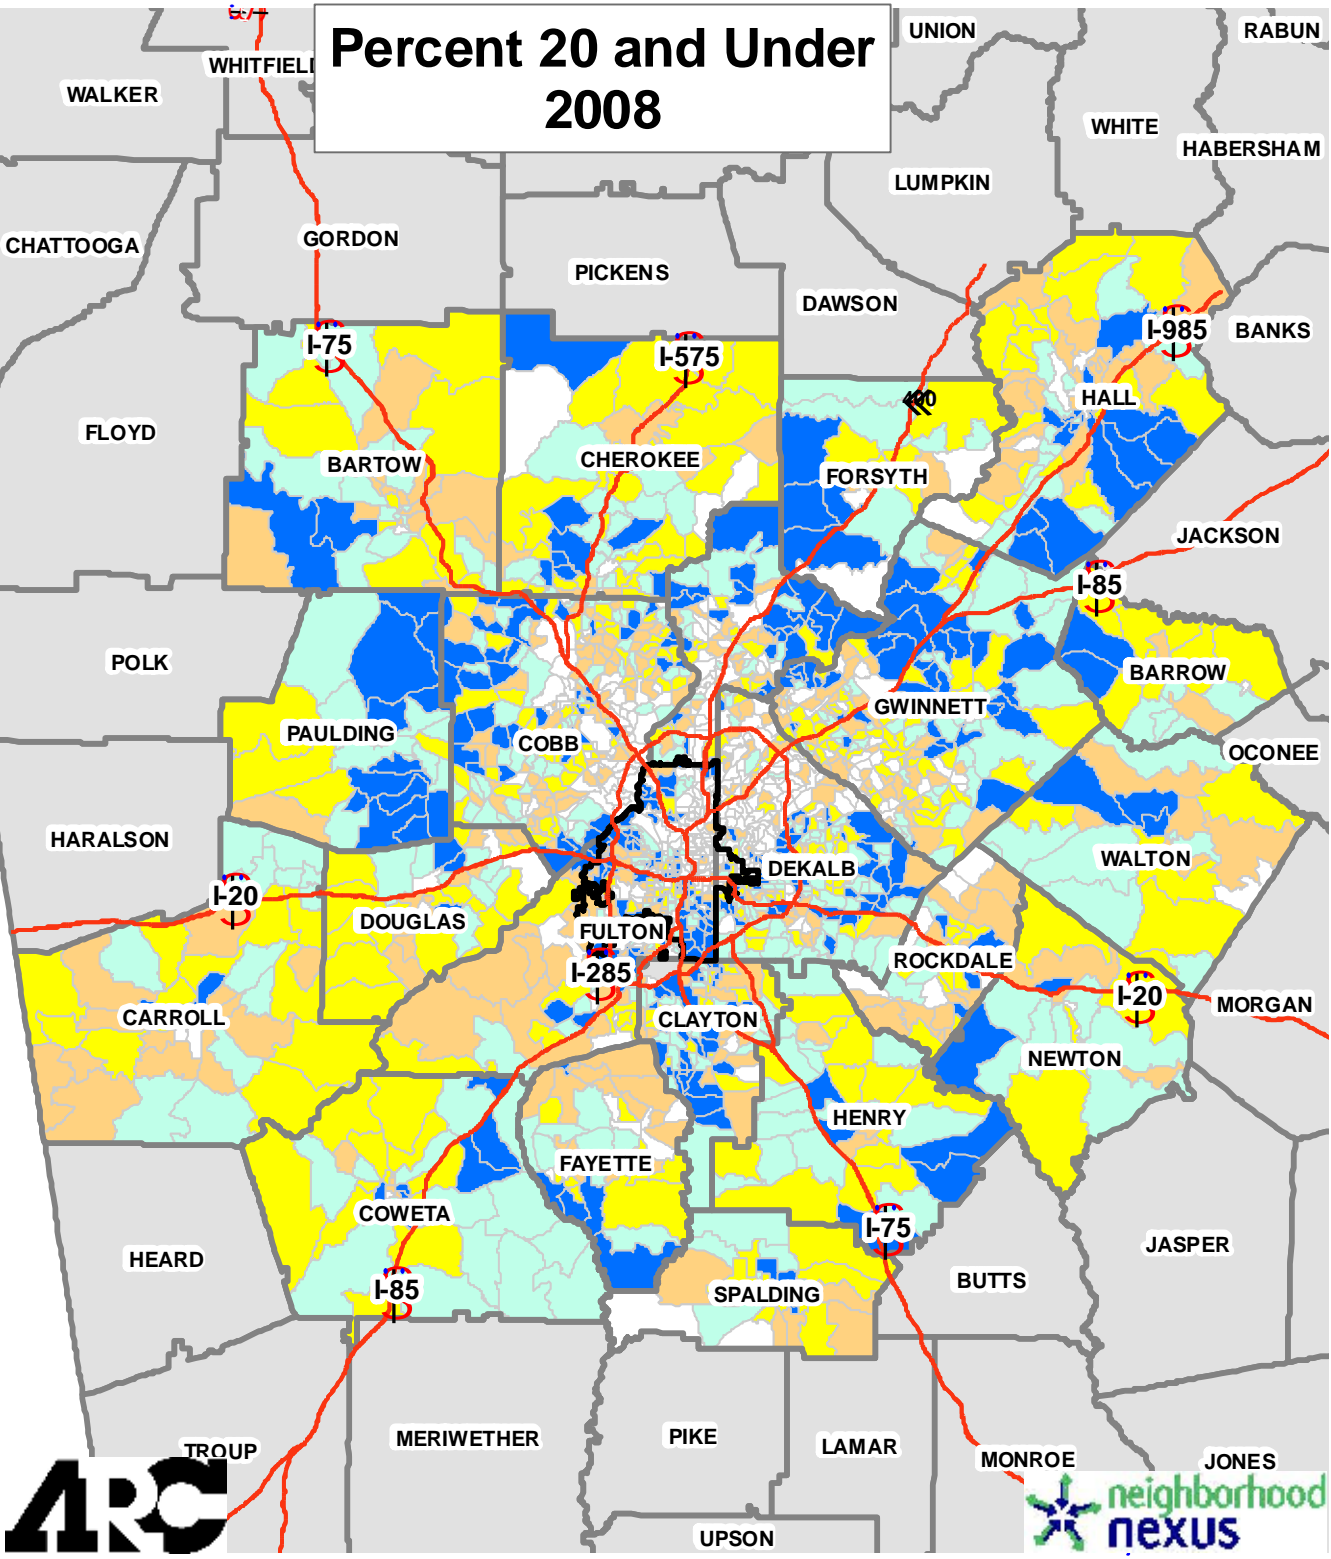 Percent 20 and Under
2008
UNION
RABUN
WALKER
WHITE
HABERSHAM
LUMPKIN
CHATTOOGA
GORDON
PICKENS
DAWSON
I-75
I-575
I-985
BANKS
400
HALL
FLOYD
BARTOW
CHEROKEE
FORSYTH
JACKSON
I-85
POLK
BARROW
PAULDING
COBB
GWINNETT
OCONEE
HARALSON
DEKALB
WALTON
I-20
DOUGLAS
FULTON
ROCKDALE
I-285
I-20
MORGAN
CARROLL
CLAYTON
NEWTON
HENRY
FAYETTE
COWETA
I-75
HEARD
JASPER
I-85
SPALDING
BUTTS
MERIWETHER
PIKE
LAMAR
TROUP
MONROE
JONES
ARC
neighborhood
nexus
UPSON